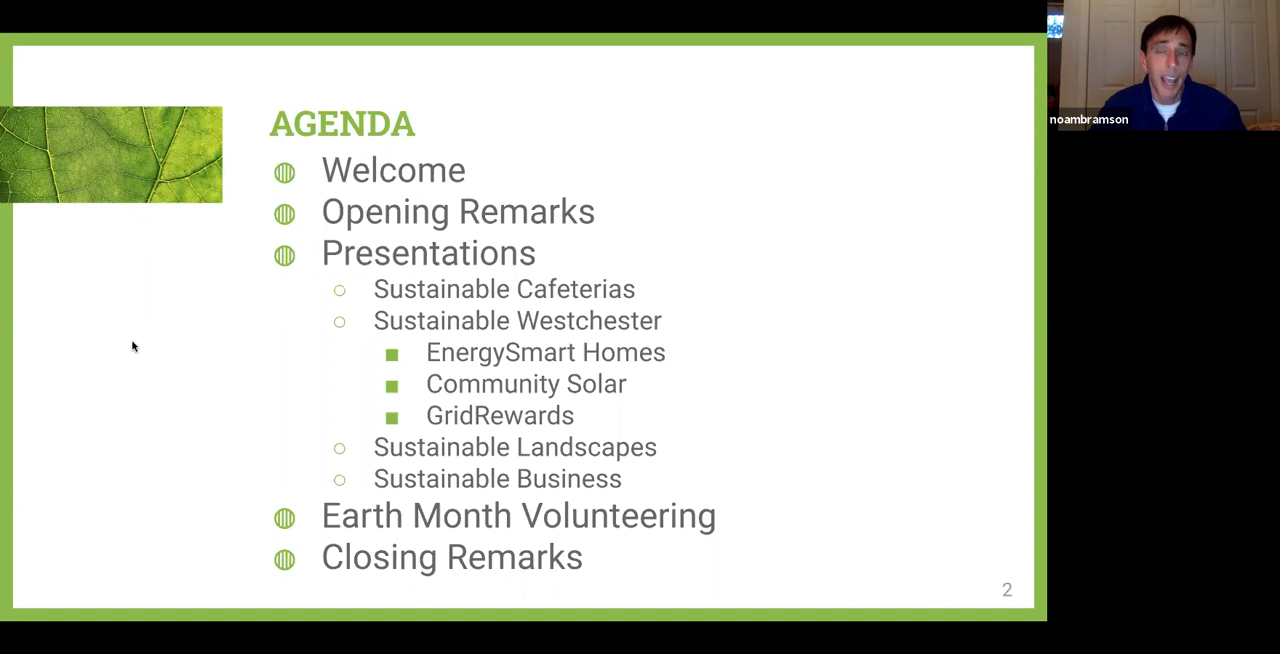 AGENDA
Welcome
Opening Remarks
Presentations
Sustainable Cafeterias
Sustainable Westchester
EnergySmart Homes
Community Solar
GridRewards
Sustainable Landscapes
Sustainable Business
Earth Month Volunteering
Closing Remarks
2
noambramson